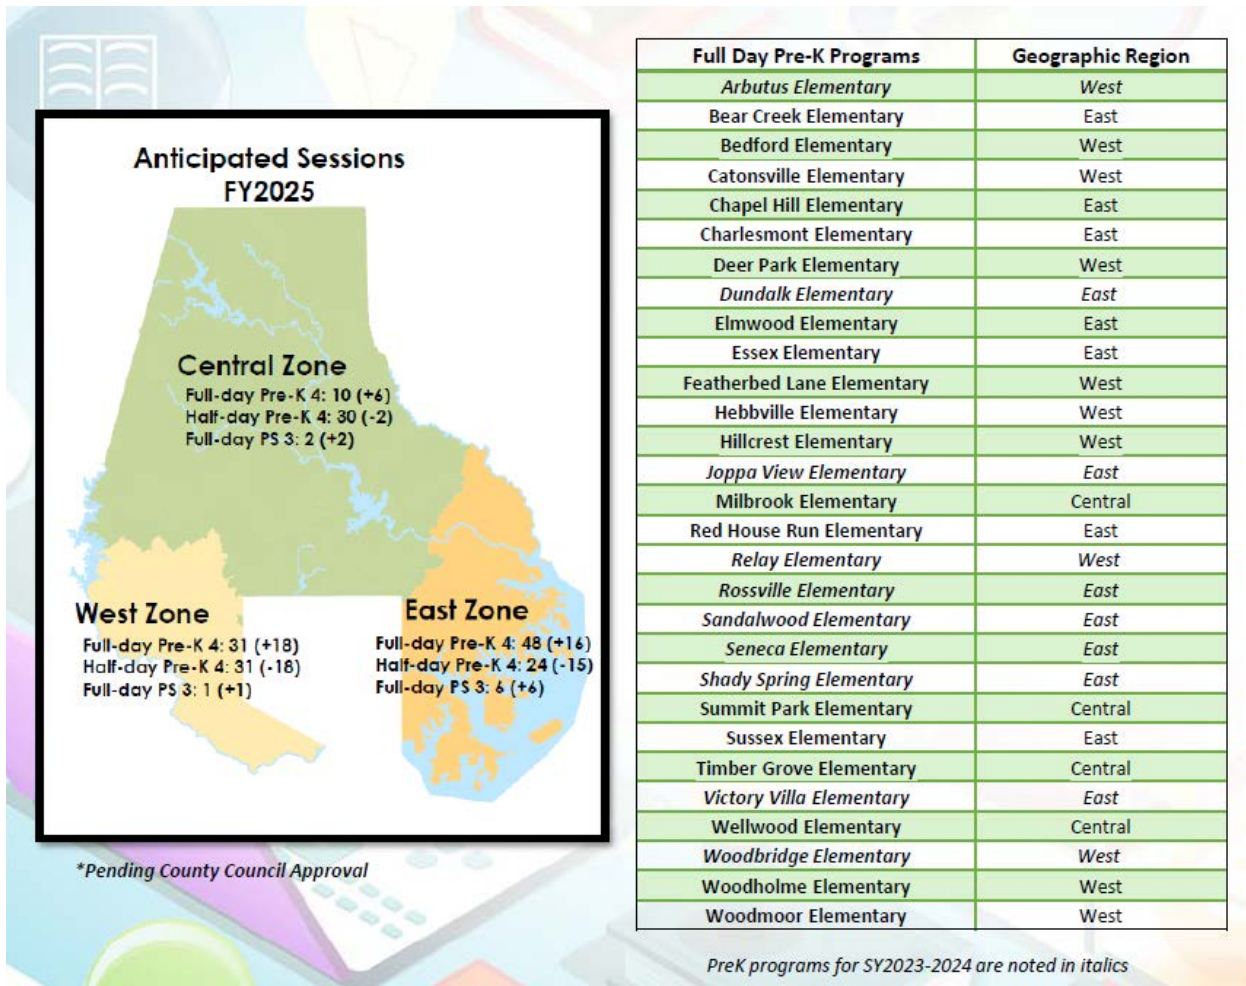 Anticipated Sessions
FY2025
Central Zone
Full-day Pre-K 4: 10 (+6)
Half-day Pre-K 4: 30 (-2)
Full-day PS 3: 2 (+2)
West Zone
Full-day Pre-K 4: 31 (+18)
Half-day Pre-K 4: 31 (-18)
Full-day PS 3: 1 (+1)
East Zone
Full-day Pre-K 4: 48 (+16)
Half-day Pre-K 4: 24 (-15)
Full-day PS 3: 6 (+6)
*Pending County Council Approval
Full Day Pre-K Programs Geographic Region
Arbutus Elementary West
Bear Creek Elementary East
Bedford Elementary West
Catonsville Elementary West
Chapel Hill Elementary East
Charlesmont Elementary East
Deer Park Elementary West
Dundalk Elementary East
Elmwood Elementary East
Essex Elementary East
Featherbed Lane Elementary West
Hebbville Elementary West
Hillcrest Elementary West
Joppa View Elementary East
Milbrook Elementary Central
Red House Run Elementary East
Relay Elementary West
Rossville Elementary East
Sandalwood Elementary East
Seneca Elementary East
Shady Spring Elementary East
Summit Park Elementary Central
Sussex Elementary East
Timber Grove Elementary Central
Victory Villa Elementary East
Wellwood Elementary Central
Woodbridge Elementary West
Woodholme Elementary West
Woodmoor Elementary West
PreK programs for SY2023-2024 are noted in italics